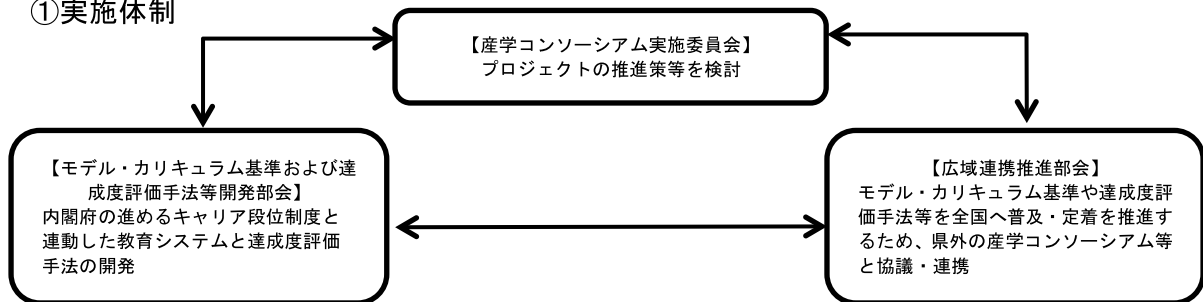 ①実施体制
【産学コンソーシアム実施委員会】
プロジェクトの推進策等を検討
【モデル・カリキュラム基準および達
成度評価手法等開発部会】
内閣府の進めるキャリア段位制度と
連動した教育システムと達成度評価
手法の開発
【広域連携推進部会】
モデル・カリキュラム基準や達成度評
価手法等を全国へ普及・定着を推進す
るため、県外の産学コンソーシアム等
と協議・連携